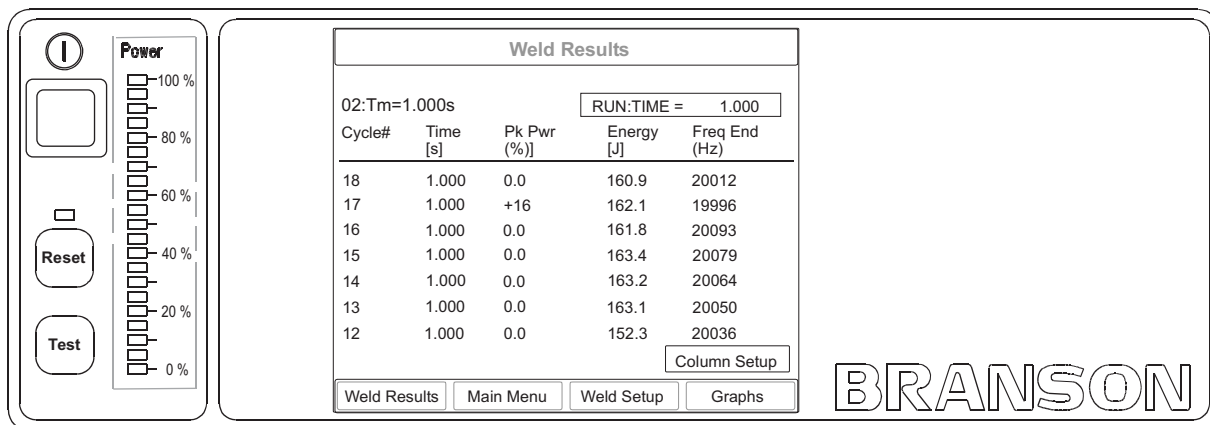 Power
100 %
80 %
60 %
40 %
20 %
0 %
Reset
Test
Weld Results
02:Tm=1.000s
RUN:TIME = 1.000
Cycle# Time [s] Pk Pwr (%)] Energy [J] Freq End (Hz)
18 1.000 0.0 160.9 20012
17 1.000 +16 162.1 19996
16 1.000 0.0 161.8 20093
15 1.000 0.0 163.4 20079
14 1.000 0.0 163.2 20064
13 1.000 0.0 163.1 20050
12 1.000 0.0 152.3 20036
Column Setup
Weld Results Main Menu Weld Setup Graphs
BRANSON